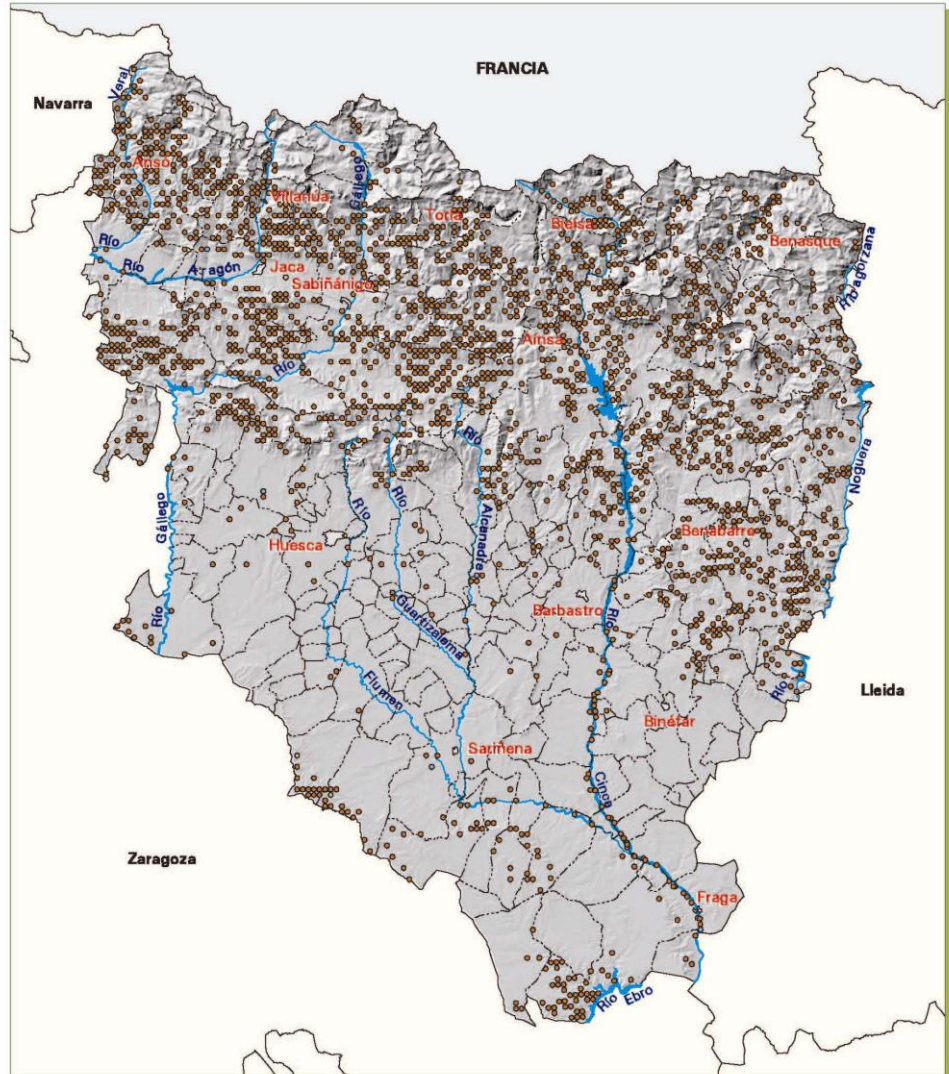 FRANCIA
Navarra
Veral
Ansó
Villanúa
Gállego
Torla
Bielsa
Benasque
Ribagorzana
Río
Río
Río
Aragón
Jaca
Sabiñánigo
Aínsa
Río
Río
Río
Río
Alcanadre
Noguera
Gállego
Huesca
Benabarre
Río
Guartizalema
Barbastro
Río
Flumen
Río
Lleida
Binéfar
Sariñena
Cinca
Zaragoza
Fraga
Río Ebro